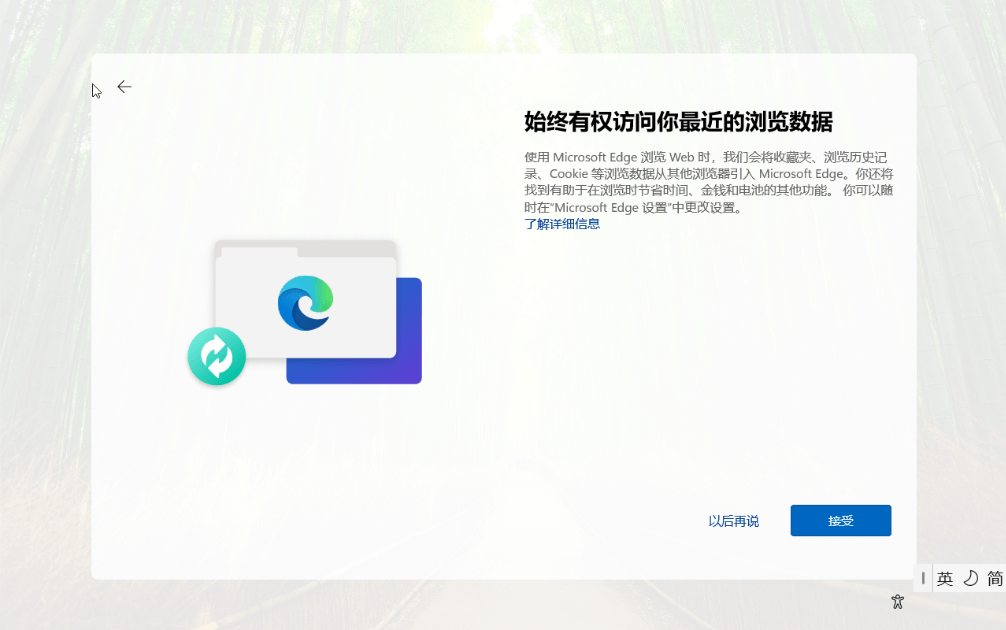 始终有权访问你最近的浏览数据
使用 Microsoft Edge 浏览 Web 时，我们会将收藏夹、浏览历史记
录、Cookie 等浏览数据从其他浏览器引入 Microsoft Edge。你还将
找到有助于在浏览时节省时间、金钱和电池的其他功能。 你可以随
时在"Microsoft Edge 设置"中更改设置。
了解详细信息
以后再说
接受
英
简